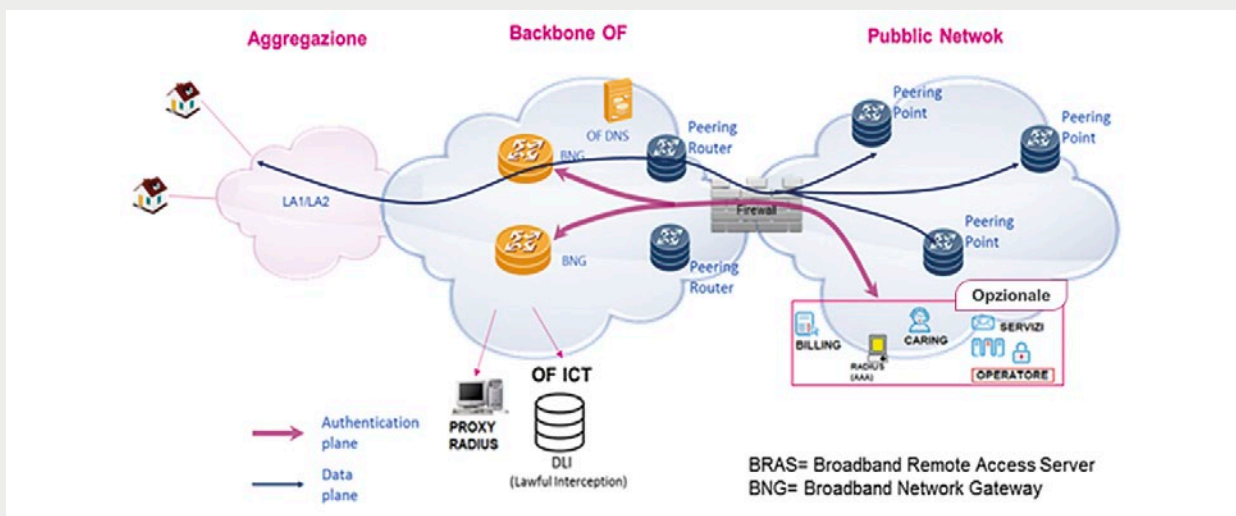 Aggregazione
Backbone OF
Pubblic Netwok
OF DNS
BNG
Peering
Router
Peering
Point
Peering
Point
LA1/LA2
Firewall
BNG
Peering
Router
Peering
Point
Opzionale
BILLING
CARING
SERVIZI
RADIUS
(AAA)
OPERATORE
OF ICT
PROXY
RADIUS
DLI
(Lawful Interception)
Authentication
plane
Data
plane
BRAS= Broadband Remote Access Server
BNG= Broadband Network Gateway